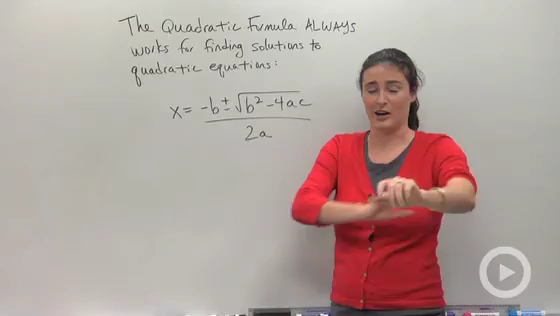 The Quadratic Formula ALWAYS
works for finding solutions to
quadratic equations:
x = -b ± √b² - 4ac
2a